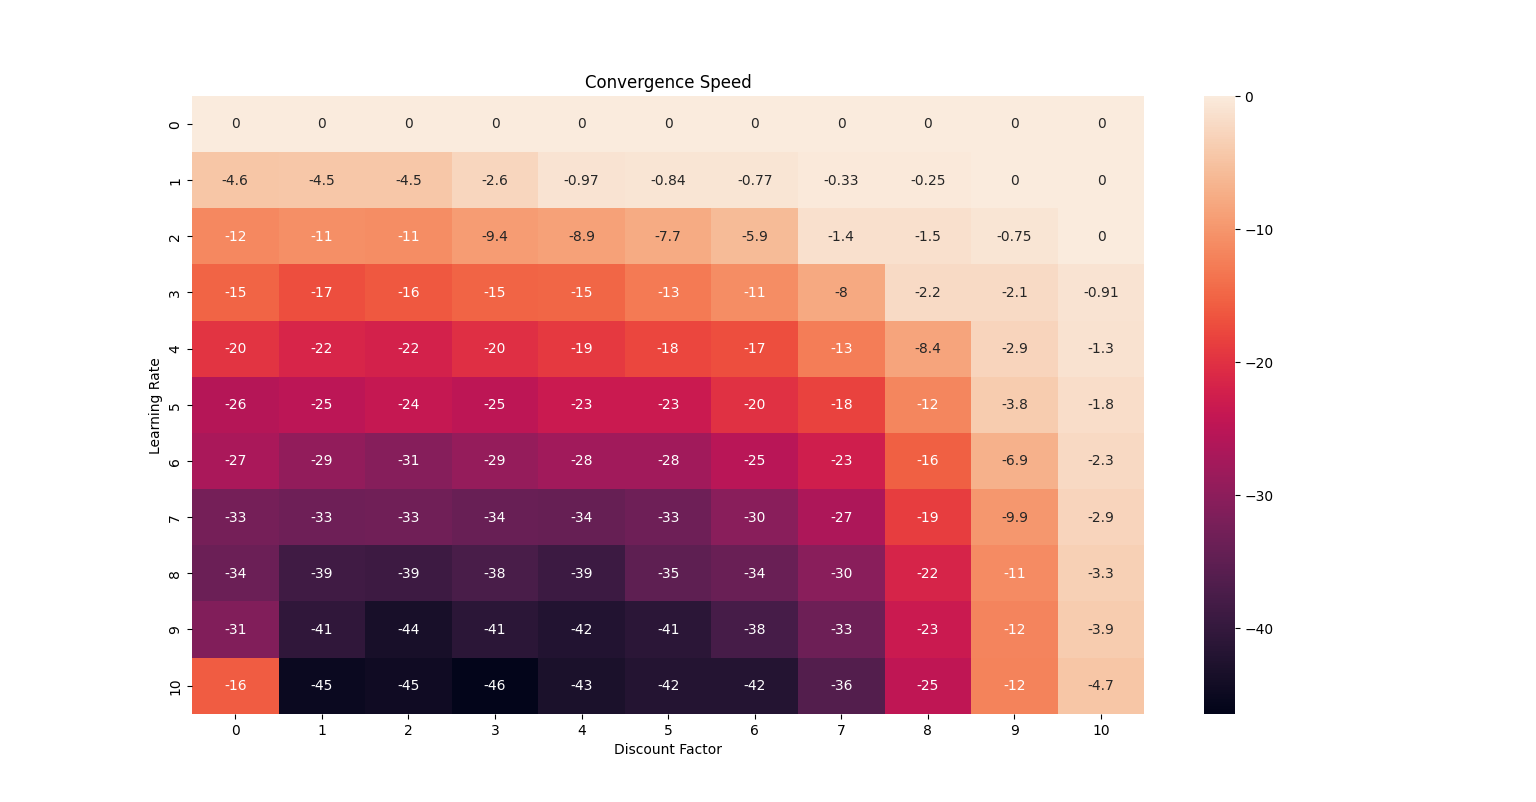 Convergence Speed
0 0 0 0 0 0 0 0 0 0 0 0
1 -4.6 -4.5 -4.5 -2.6 -0.97 -0.84 -0.77 -0.33 -0.25 0 0
2 -12 -11 -11 -9.4 -8.9 -7.7 -5.9 -1.4 -1.5 -0.75 0
3 -15 -17 -16 -15 -15 -13 -11 -8 -2.2 -2.1 -0.91
4 -20 -22 -22 -20 -19 -18 -17 -13 -8.4 -2.9 -1.3
5 -26 -25 -24 -25 -23 -23 -20 -18 -12 -3.8 -1.8
6 -27 -29 -31 -29 -28 -28 -25 -23 -16 -6.9 -2.3
7 -33 -33 -33 -34 -34 -33 -30 -27 -19 -9.9 -2.9
8 -34 -39 -39 -38 -39 -35 -34 -30 -22 -11 -3.3
9 -31 -41 -44 -41 -42 -41 -38 -33 -23 -12 -3.9
10 -16 -45 -45 -46 -43 -42 -42 -36 -25 -12 -4.7
0 1 2 3 4 5 6 7 8 9 10
Discount Factor
Learning Rate
0
−10
−20
−30
−40